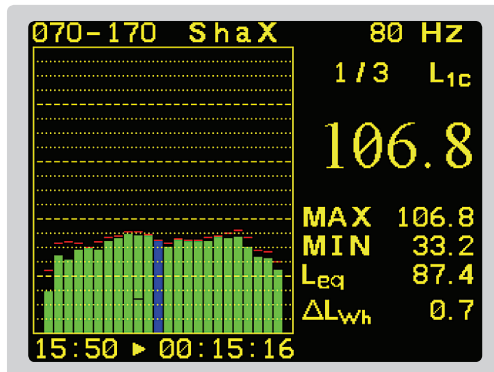 070-170 ShaX 80 Hz
1/3 L1C
106.8
MAX 106.8
MIN 33.2
Leq 87.4
ΔLWh 0.7
15:50 ► 00:15:16